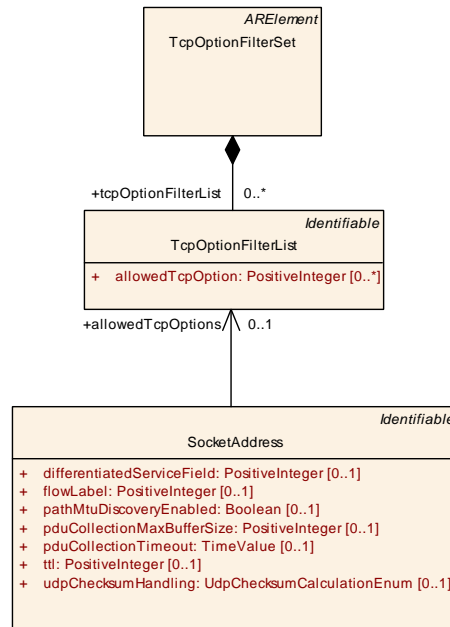 ARElement
TcpOptionFilterSet
+tcpOptionFilterList 0..*
Identifiable
TcpOptionFilterList
+ allowedTcpOption: PositiveInteger [0..*]
+allowedTcpOptions 0..1
Identifiable
SocketAddress
+ differentiatedServiceField: PositiveInteger [0..1]
+ flowLabel: PositiveInteger [0..1]
+ pathMtuDiscoveryEnabled: Boolean [0..1]
+ pduCollectionMaxBufferSize: PositiveInteger [0..1]
+ pduCollectionTimeout: TimeValue [0..1]
+ ttl: PositiveInteger [0..1]
+ udpChecksumHandling: UdpChecksumCalculationEnum [0..1]